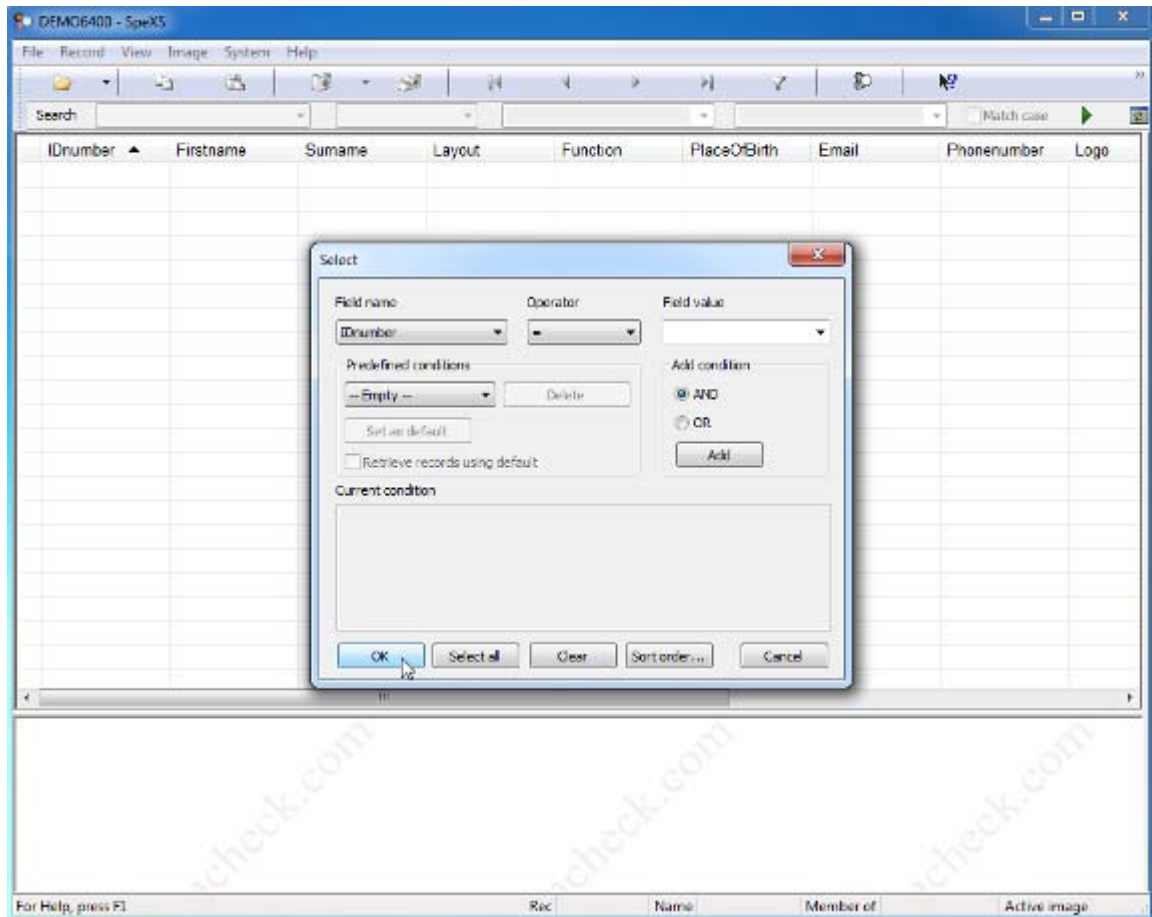 DEMO6400 - SpeXS
File Record View Image System Help
Search Match case
IDnumber Firstname Surname Layout Function PlaceOfBirth Email Phonenumber Logo
Select
Field name Operator Field value
IDnumber =
Predefined conditions Add condition
-- Empty -- Delete AND
Set as default OR
Retrieve records using default Add
Current condition
OK Select all Clear Sort order... Cancel
For Help, press F1 Rec Name Member of Active image